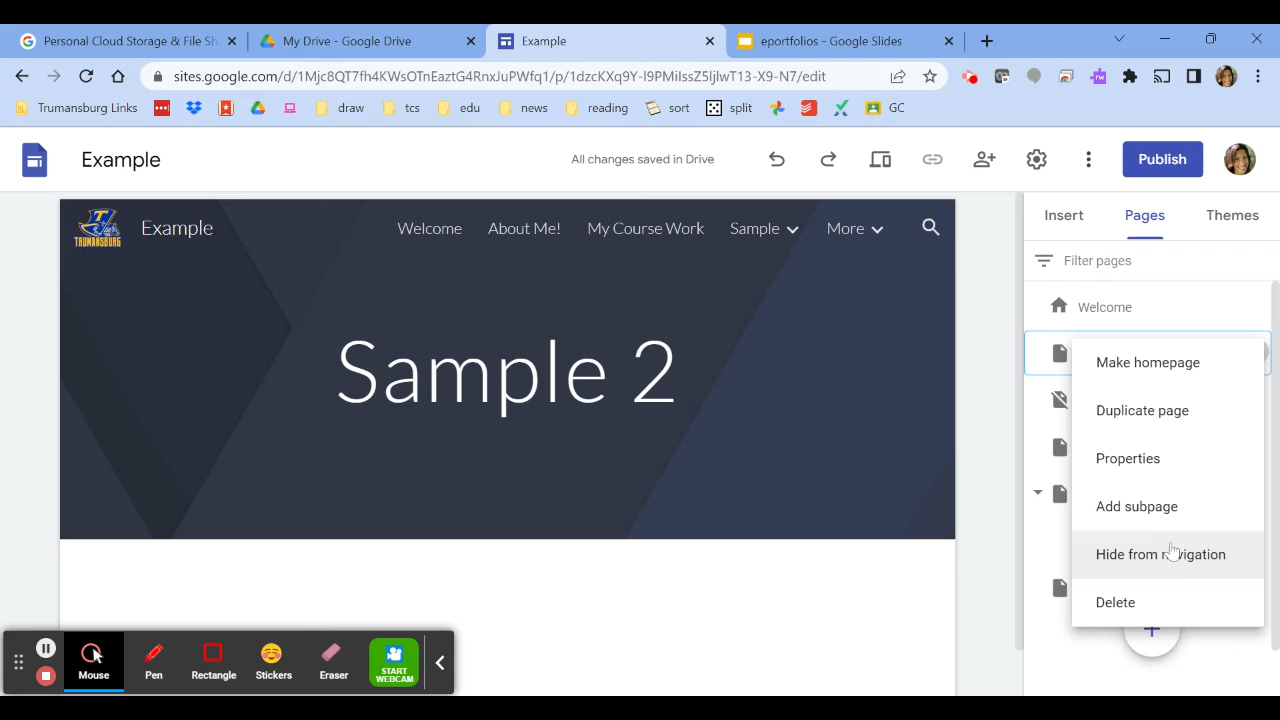 Personal Cloud Storage & File Sh
My Drive - Google Drive
Example
eportfolios - Google Slides
sites.google.com/d/1Mjc8QT7fh4KWsOTnEaztG4RnxJuPWfq1/p/1dzcKXq9Y-I9PMiIssZ5IjlwT13-X9-N7/edit
Trumansburg Links
draw
tcs
edu
news
reading
sort
split
GC
Example
All changes saved in Drive
Publish
TRUMANSBURG
Example
Welcome
About Me!
My Course Work
Sample
More
Insert
Pages
Themes
Filter pages
Welcome
Sample 2
Make homepage
Duplicate page
Properties
Add subpage
Hide from navigation
Delete
Mouse
Pen
Rectangle
Stickers
Eraser
START
WEBCAM